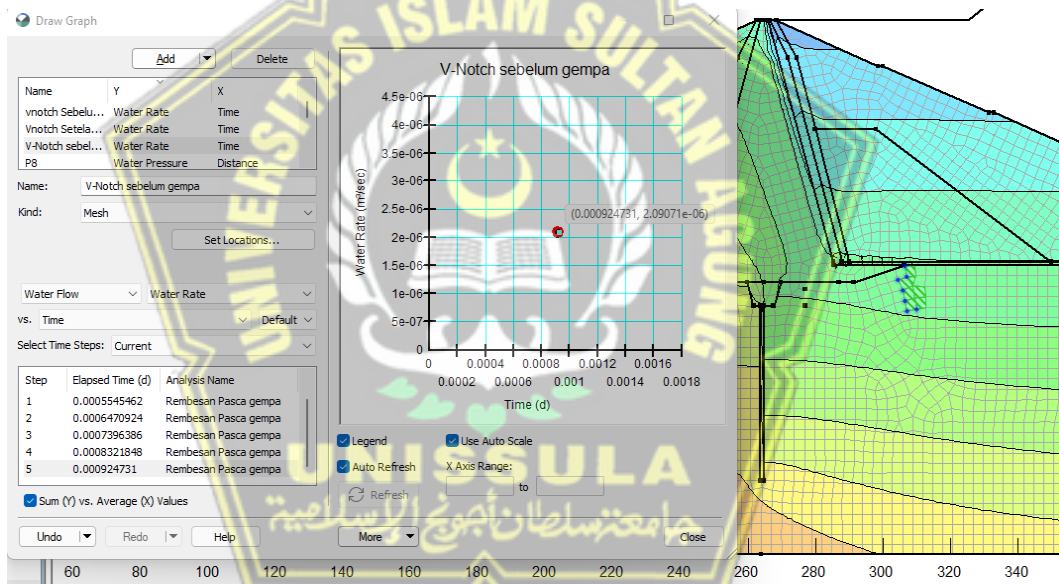 Draw Graph
Add
Delete
Name Y X
vnotch Sebelu... Water Rate Time
Vnotch Setela... Water Rate Time
V-Notch sebel... Water Rate Time
P8 Water Pressure Distance
Name: V-Notch sebelum gempa
Kind: Mesh
Set Locations...
Water Flow Water Rate
vs. Time Default
Select Time Steps: Current
Step Elapsed Time (d) Analysis Name
1 0.0005545462 Rembesan Pasca gempa
2 0.0006470924 Rembesan Pasca gempa
3 0.0007396386 Rembesan Pasca gempa
4 0.0008321848 Rembesan Pasca gempa
5 0.000924731 Rembesan Pasca gempa
Sum (Y) vs. Average (X) Values
Undo Redo Help
V-Notch sebelum gempa
Water Rate (m³/sec)
4.5e-06
4e-06
3.5e-06
3e-06
2.5e-06
2e-06
1.5e-06
1e-06
5e-07
0
(0.000924731, 2.09071e-06)
0 0.0004 0.0008 0.0012 0.0016
0.0002 0.0006 0.001 0.0014 0.0018
Time (d)
Legend
Use Auto Scale
Auto Refresh
X Axis Range:
Refresh
to
More
Close
60 80 100 120 140 160 180 200 220 240 260 280 300 320 340
UNIVERSITAS ISLAM SULTAN AGUNG
UNISSULA
جامعتسلطان أجونج الإسلامية